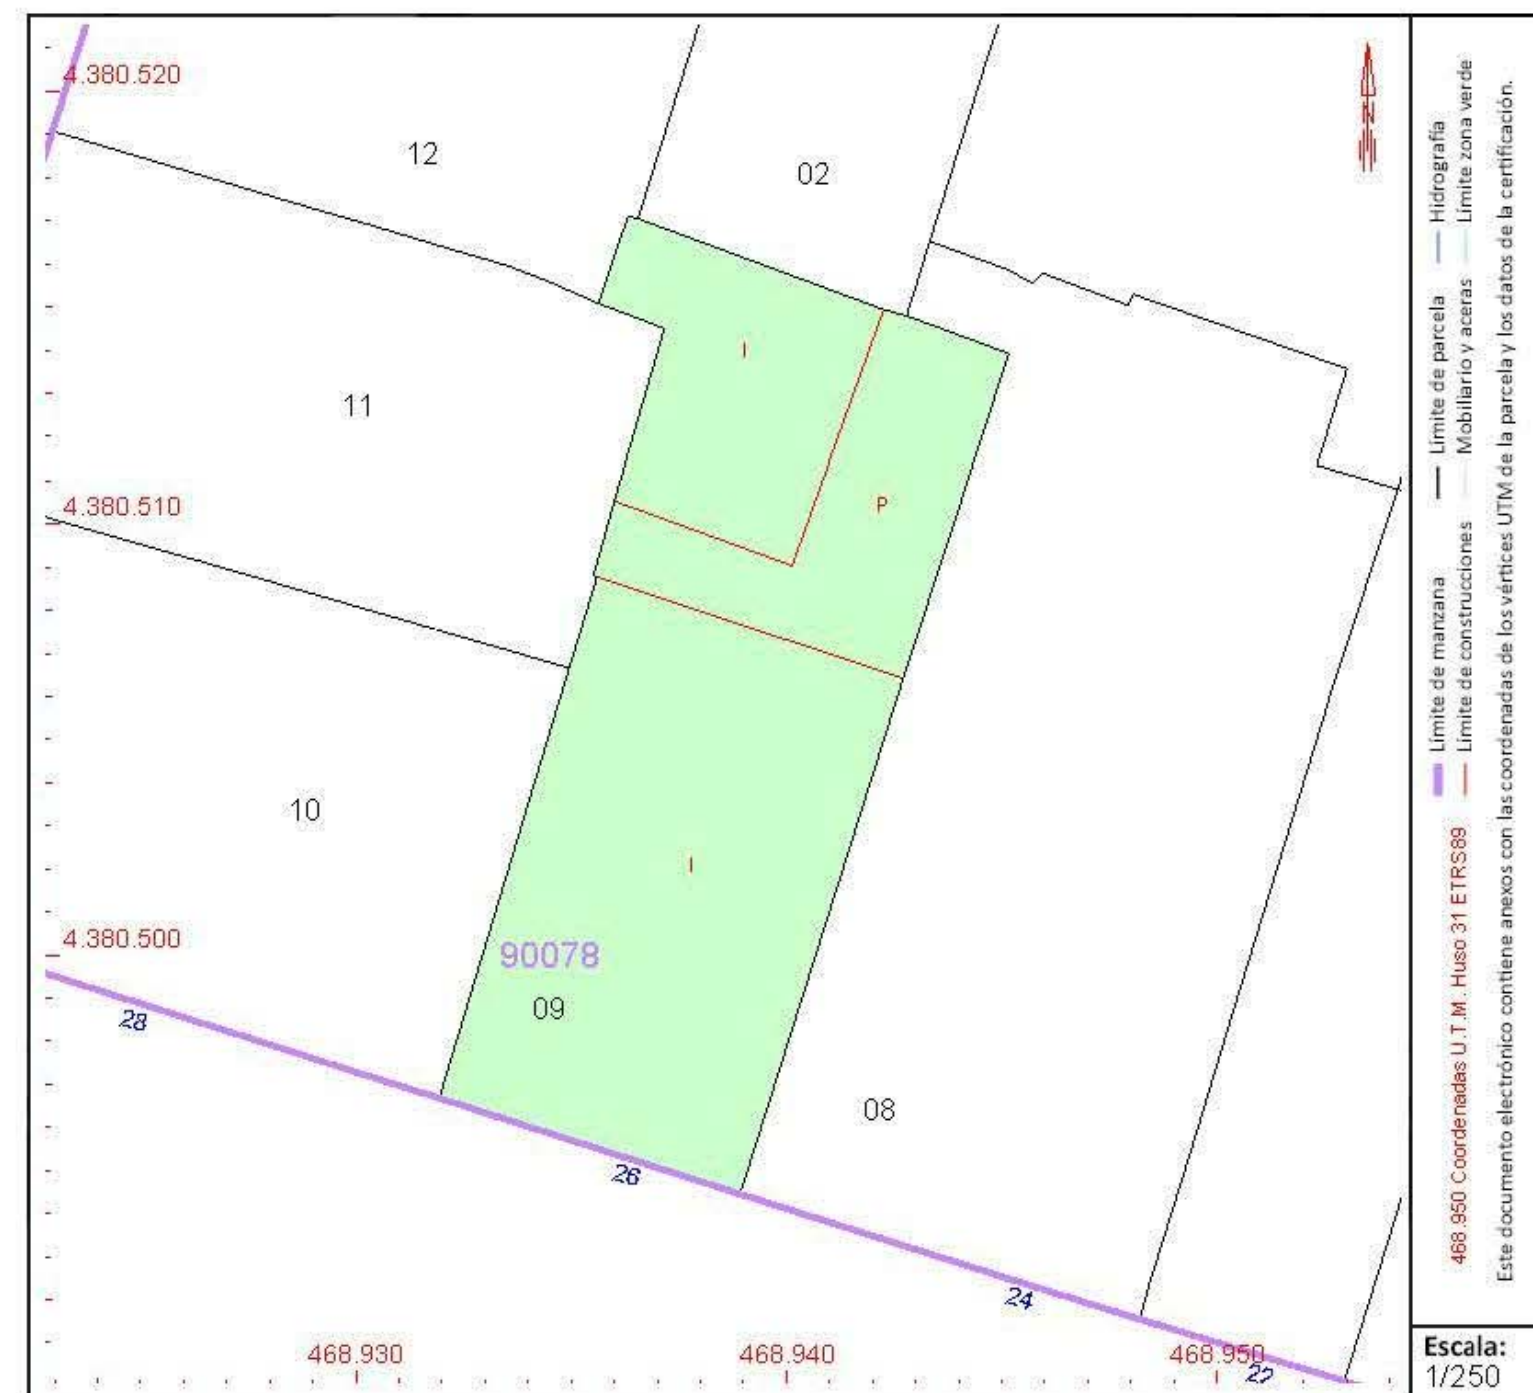 4.380.520
12
02
N
11
I
4.380.510
P
10
I
4.380.500
90078
09
28
08
26
24
468.930
468.940
468.950
22
Límite de manzana
Límite de parcela
Hidrografía
Límite de construcciones
Mobiliario y aceras
Límite zona verde
468.950 Coordenadas U.T.M. Huso 31 ETRS89
Este documento electrónico contiene anexos con las coordenadas de los vértices UTM de la parcela y los datos de la certificación.
Escala:
1/250